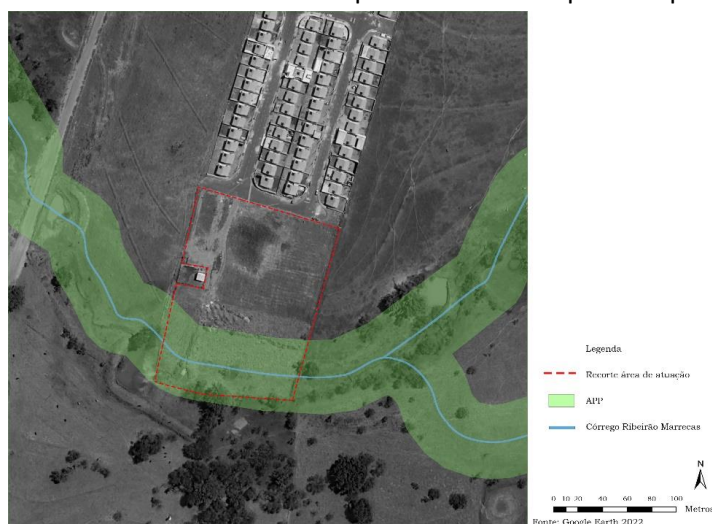 Legenda
Recorte área de atuação
APP
Córrego Ribeirão Marrecas
N
0 10 20 40 60 80 100 Metros
Fonte: Google Earth 2022